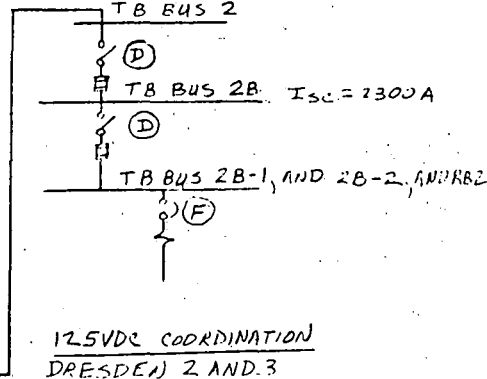 TB BUS 2
D
TB BUS 2B ISC = 2300 A
D
TB BUS 2B-1, AND 2B-2, AND RB2
F
125VDC COORDINATION
DRESDEN 2 AND 3